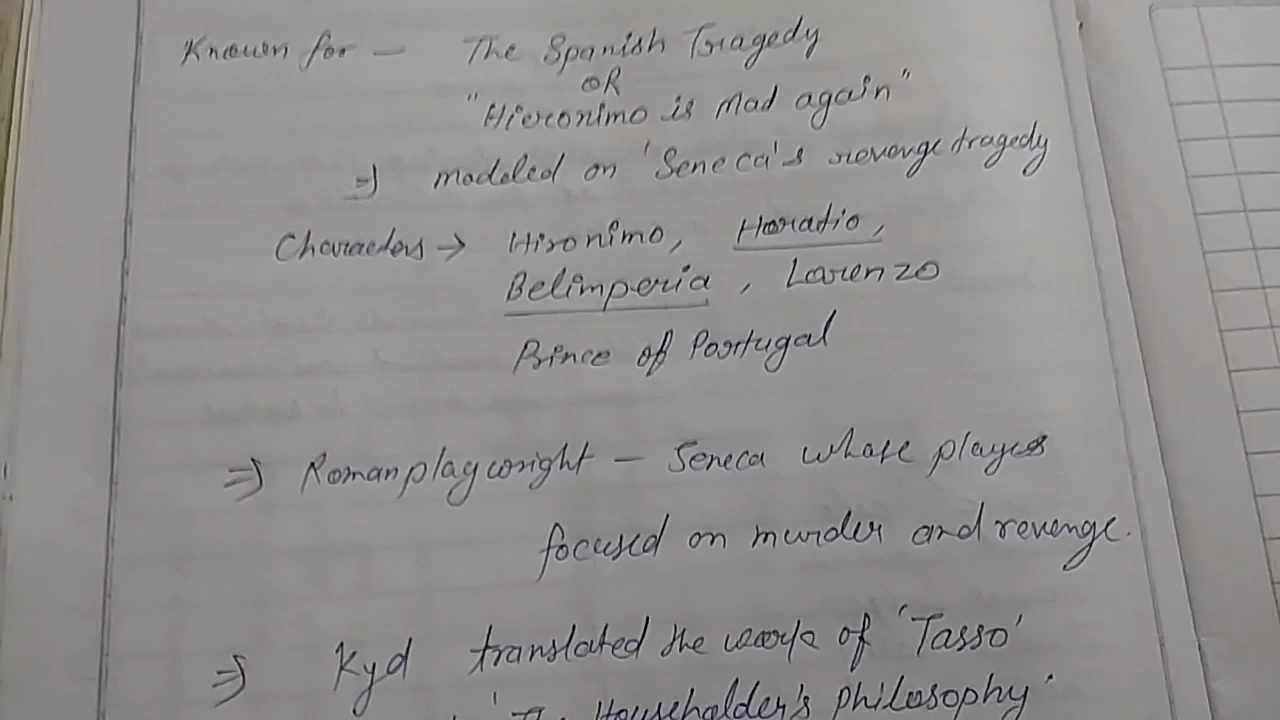 Known for — The Spanish Tragedy
OR
"Hieronimo is Mad again"
⇒ modeled on 'Seneca's revenge tragedy
Characters → Hironimo, Horatio,
Belimperia, Lorenzo
Prince of Portugal
⇒ Roman playwright — Seneca whose playes
focused on murder and revenge.
⇒ Kyd translated the work of 'Tasso'
Householder's philosophy'